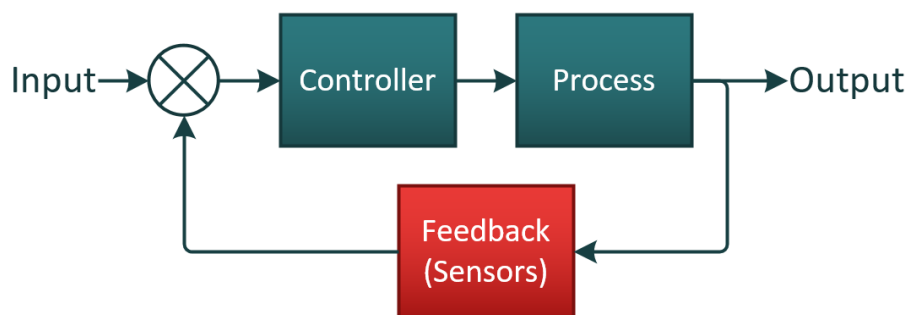 Input
Controller
Process
Output
Feedback
(Sensors)